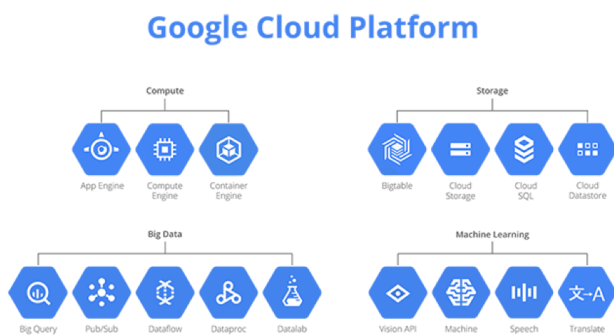 Google Cloud Platform
Compute
App Engine
Compute
Engine
Container
Engine
Storage
Bigtable
Cloud
Storage
Cloud
SQL
Cloud
Datastore
Big Data
Big Query
Pub/Sub
Dataflow
Dataproc
Datalab
Machine Learning
Vision API
Machine
Speech
Translate
文→A